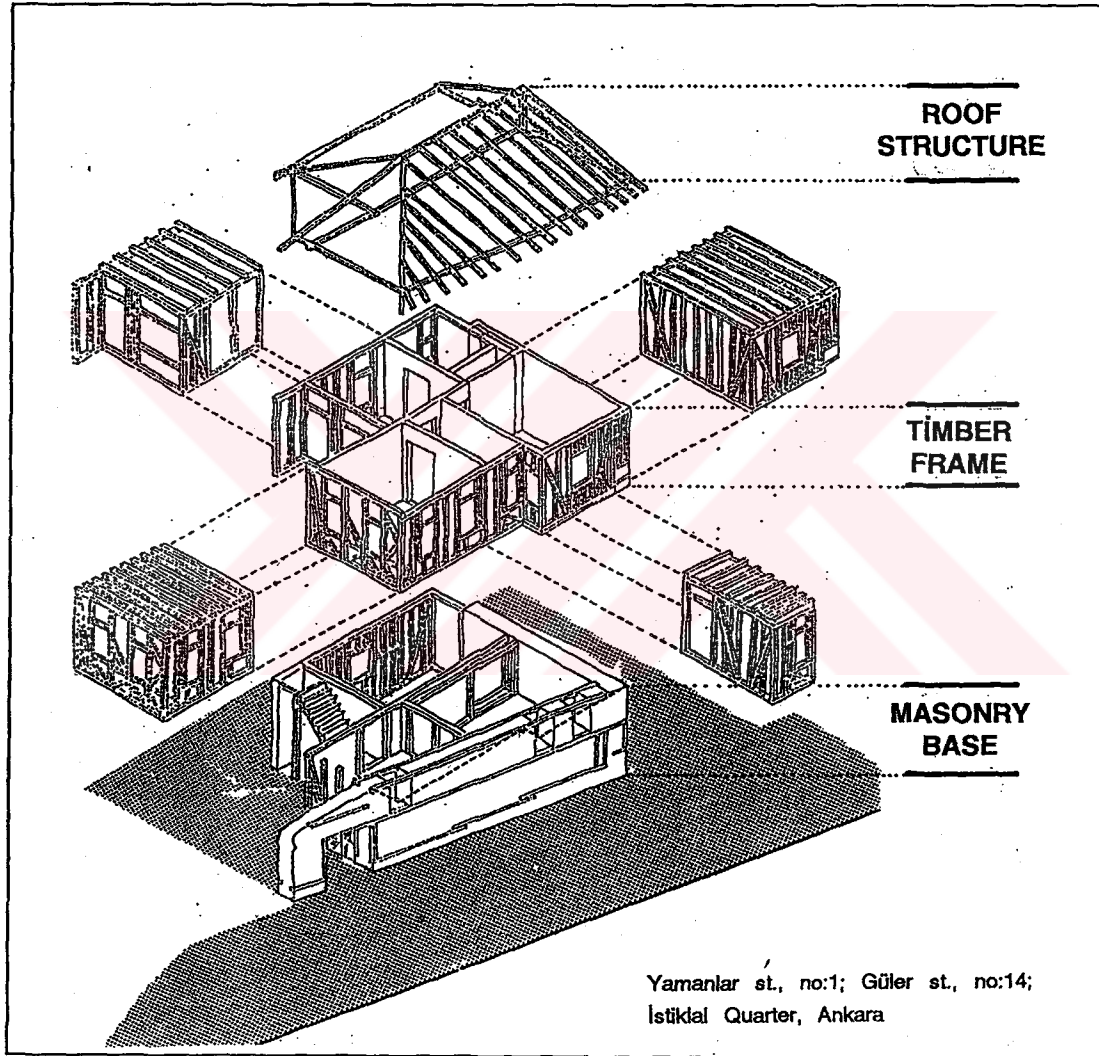 ROOF
STRUCTURE
TİMBER
FRAME
MASONRY
BASE
Yamanlar st., no:1; Güler st., no:14;
İstiklal Quarter, Ankara